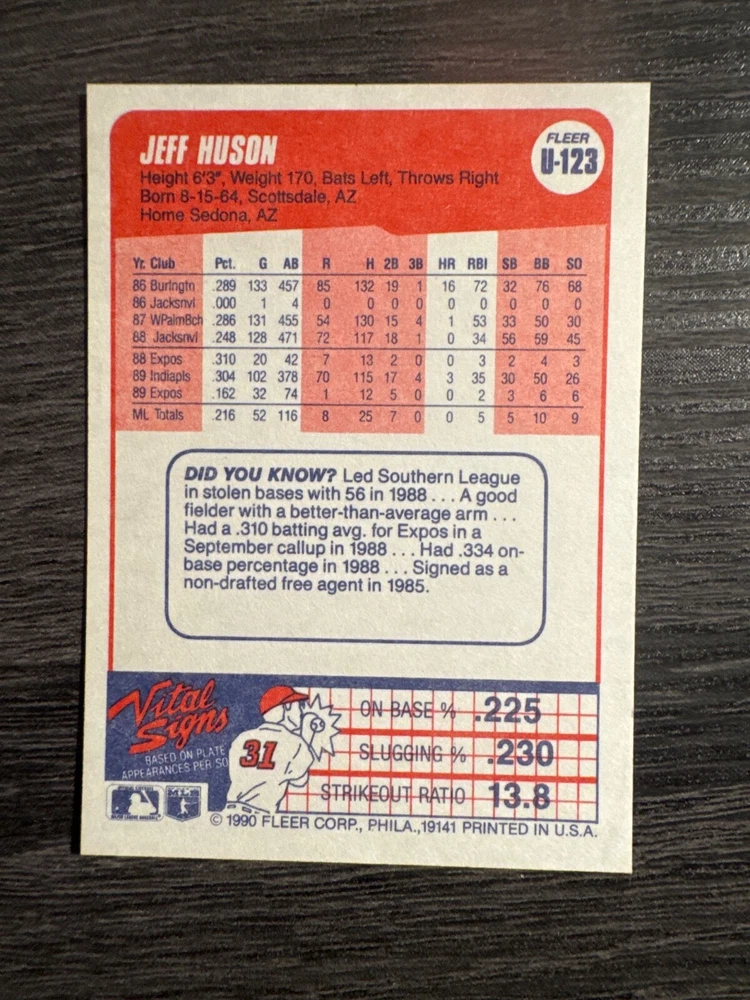 JEFF HUSON
FLEER
U-123
Height 6'3", Weight 170, Bats Left, Throws Right
Born 8-15-64, Scottsdale, AZ
Home Sedona, AZ
Yr. Club Pct. G AB R H 2B 3B HR RBI SB BB SO
86 Burlngtn .289 133 457 85 132 19 1 16 72 32 76 68
86 Jacksnvl .000 1 4 0 0 0 0 0 0 0 0 0
87 WPalmBch .286 131 455 54 130 15 4 1 53 33 50 30
88 Jacksnvl .248 128 471 72 117 18 1 0 34 56 59 45
88 Expos .310 20 42 7 13 2 0 0 3 2 4 3
89 Indiapls .304 102 378 70 115 17 4 3 35 30 50 26
89 Expos .162 32 74 1 12 5 0 0 2 3 6 6
ML Totals .216 52 116 8 25 7 0 0 5 5 10 9
DID YOU KNOW? Led Southern League
in stolen bases with 56 in 1988 . . . A good
fielder with a better-than-average arm . . .
Had a .310 batting avg. for Expos in a
September callup in 1988 . . . Had .334 on-
base percentage in 1988 . . . Signed as a
non-drafted free agent in 1985.
Vital
Signs
BASED ON PLATE
APPEARANCES PER SO
31
ON BASE % .225
SLUGGING % .230
STRIKEOUT RATIO 13.8
© 1990 FLEER CORP., PHILA.,19141 PRINTED IN U.S.A.